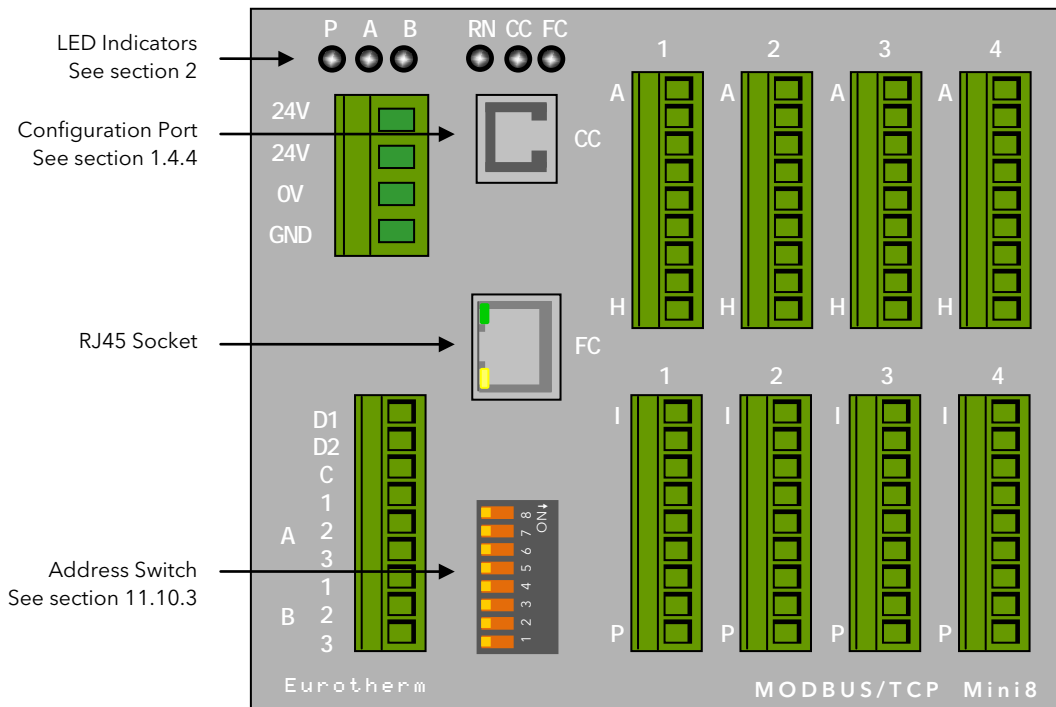 LED Indicators
See section 2
P A B RN CC FC
1 2 3 4
A A A A
24V
Configuration Port
See section 1.4.4
CC
24V
0V
GND
H H H H
RJ45 Socket
FC
1 2 3 4
I I I I
D1
D2
C
1
A 2
3
Address Switch
See section 11.10.3
1
B 2
3
8
7
6
5
4
3
2
1
ON
P P P P
Eurotherm
MODBUS/TCP Mini8